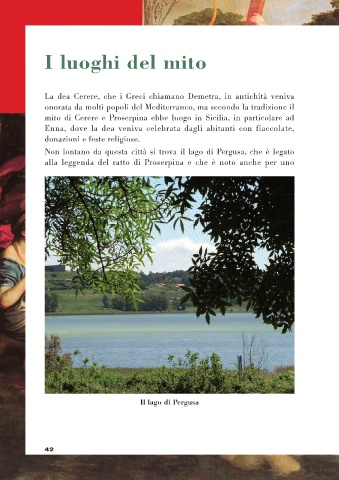 I luoghi del mito
La dea Cerere, che i Greci chiamano Demetra, in antichità veniva
onorata da molti popoli del Mediterraneo, ma secondo la tradizione il
mito di Cerere e Proserpina ebbe luogo in Sicilia, in particolare ad
Enna, dove la dea veniva celebrata dagli abitanti con fiaccolate,
donazioni e feste religiose.
Non lontano da questa città si trova il lago di Pergusa, che è legato
alla leggenda del ratto di Proserpina e che è noto anche per uno
Il lago di Pergusa
42